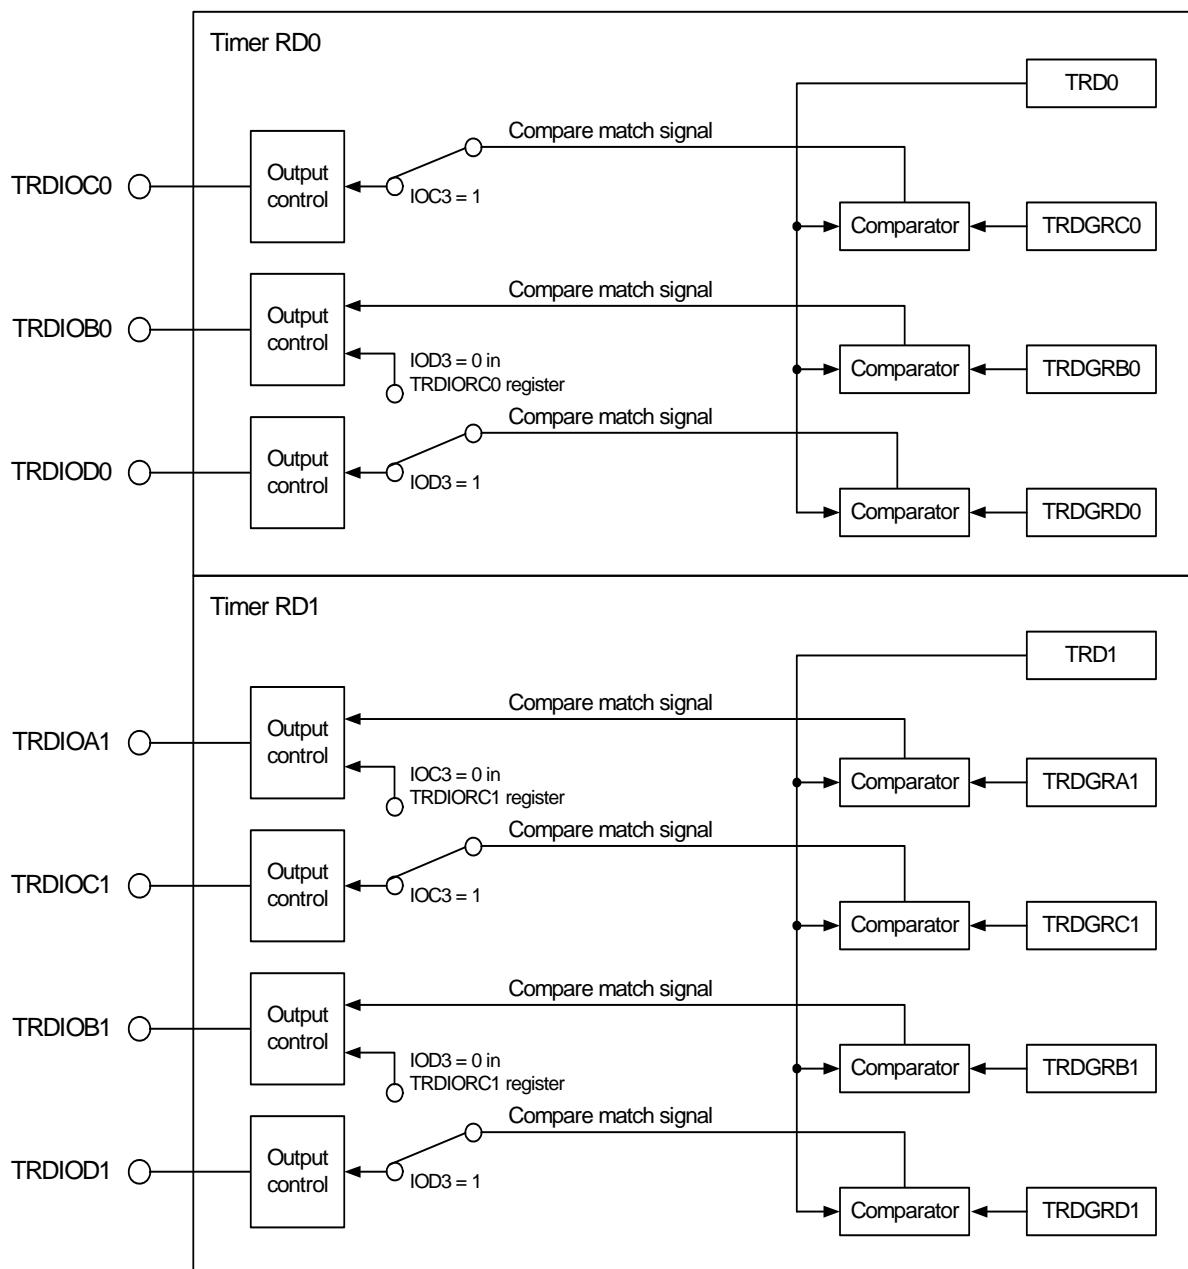 Timer RD0
TRD0
Compare match signal
TRDIOC0
Output
control
IOC3 = 1
Comparator
TRDGRC0
Compare match signal
TRDIOB0
Output
control
IOD3 = 0 in
TRDIORC0 register
Comparator
TRDGRB0
Compare match signal
TRDIOD0
Output
control
IOD3 = 1
Comparator
TRDGRD0
Timer RD1
TRD1
Compare match signal
TRDIOA1
Output
control
IOC3 = 0 in
TRDIORC1 register
Comparator
TRDGRA1
Compare match signal
TRDIOC1
Output
control
IOC3 = 1
Comparator
TRDGRC1
Compare match signal
TRDIOB1
Output
control
IOD3 = 0 in
TRDIORC1 register
Comparator
TRDGRB1
Compare match signal
TRDIOD1
Output
control
IOD3 = 1
Comparator
TRDGRD1